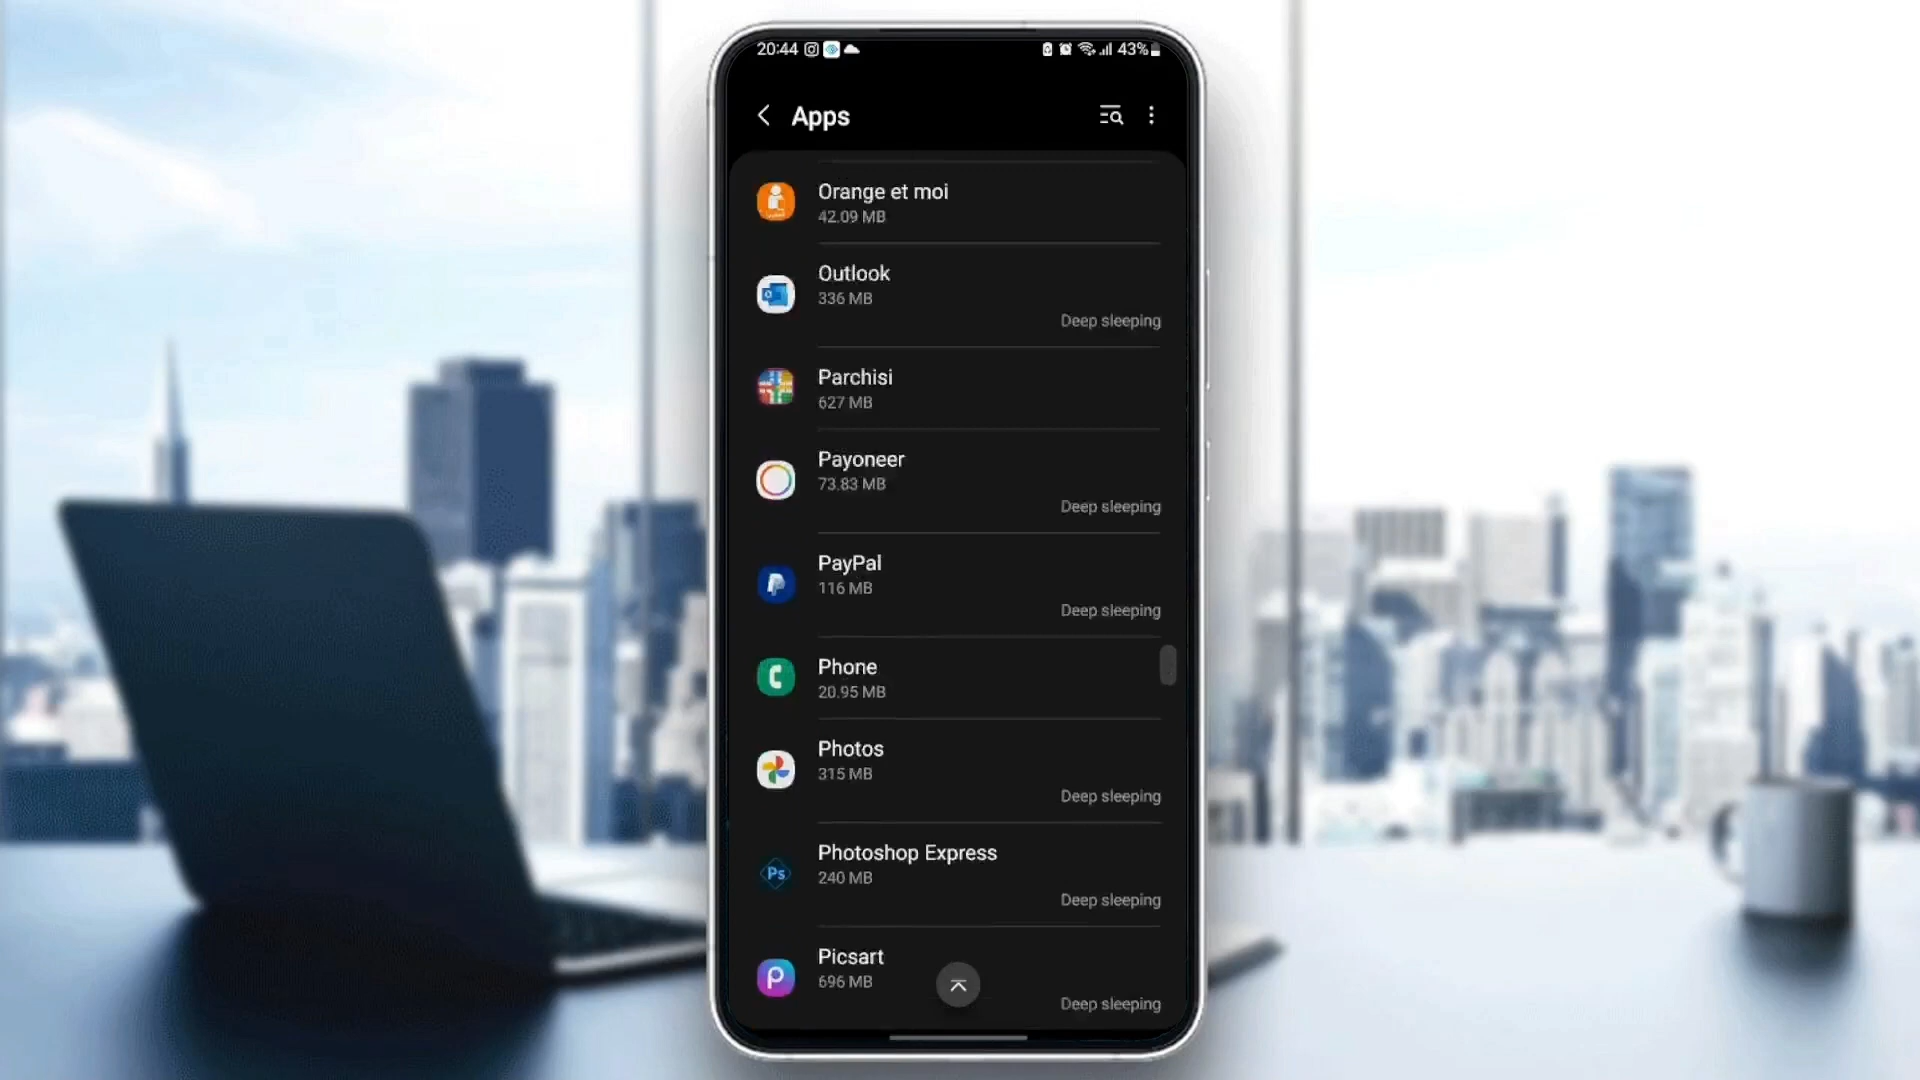 20:44 43%
Apps
Orange et moi
42.09 MB
Outlook
336 MB
Deep sleeping
Parchisi
627 MB
Payoneer
73.83 MB
Deep sleeping
PayPal
116 MB
Deep sleeping
Phone
20.95 MB
Photos
315 MB
Deep sleeping
Ps
Photoshop Express
240 MB
Deep sleeping
Picsart
696 MB
Deep sleeping